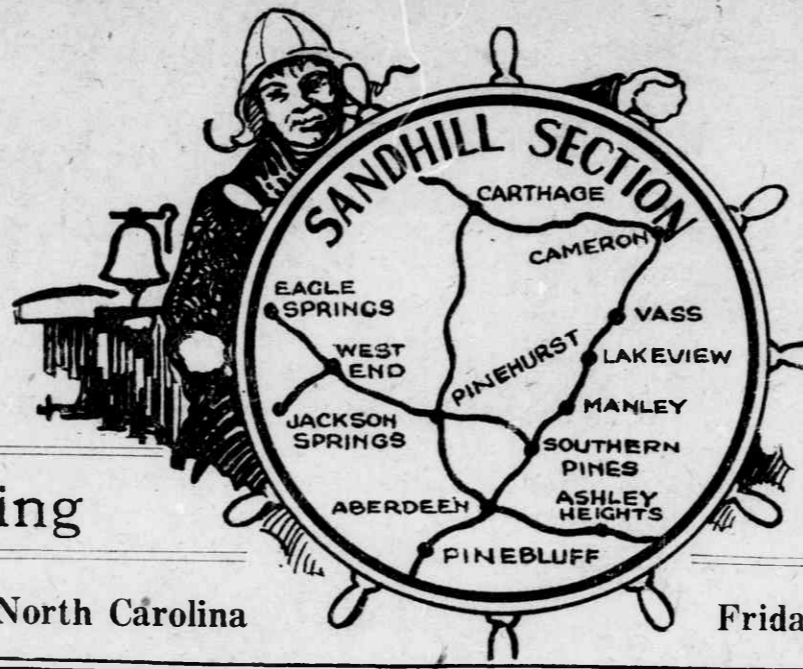 SANDHILL SECTION
CARTHAGE
CAMERON
EAGLE
SPRINGS
VASS
WEST
END
PINEHURST
LAKEVIEW
JACKSON
SPRINGS
MANLEY
SOUTHERN
PINES
ABERDEEN
ASHLEY
HEIGHTS
PINEBLUFF
ing
North Carolina
Frida